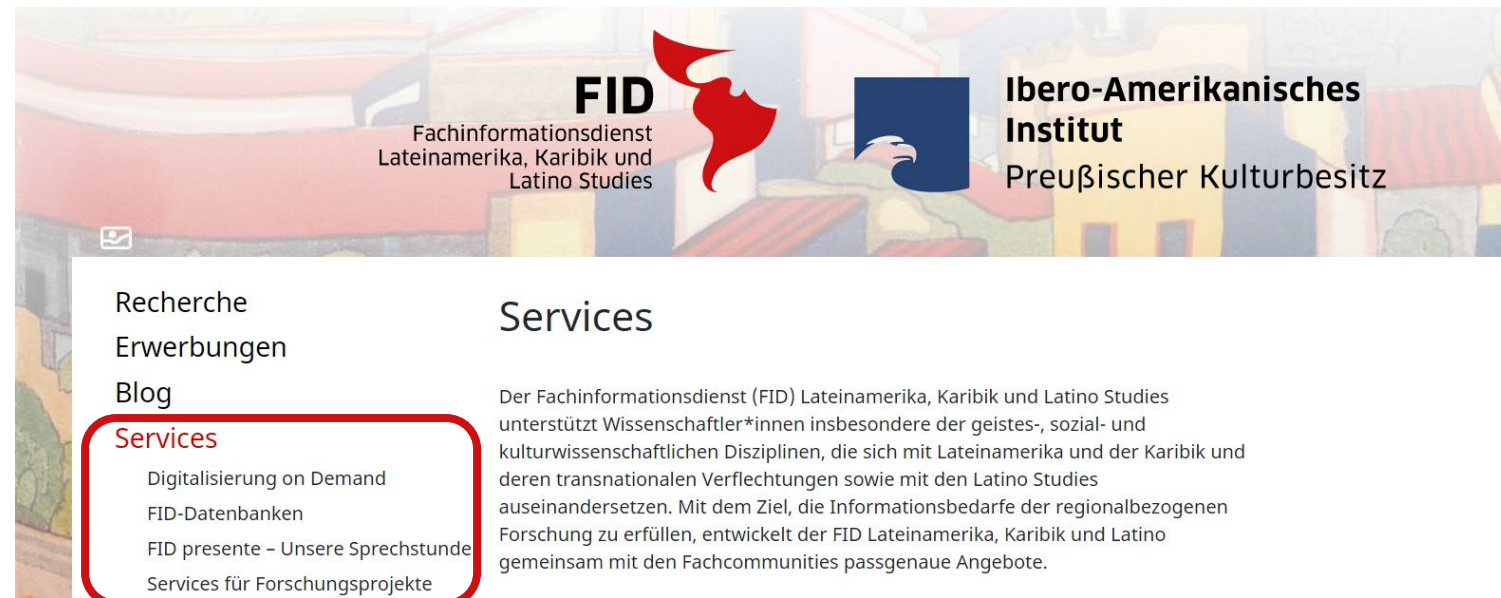 FID
Fachinformationsdienst
Lateinamerika, Karibik und
Latino Studies
Ibero-Amerikanisches
Institut
Preußischer Kulturbesitz
Recherche
Erwerbungen
Blog
Services
Digitalisierung on Demand
FID-Datenbanken
FID presente – Unsere Sprechstunde
Services für Forschungsprojekte
Services
Der Fachinformationsdienst (FID) Lateinamerika, Karibik und Latino Studies
unterstützt Wissenschaftler*innen insbesondere der geistes-, sozial- und
kulturwissenschaftlichen Disziplinen, die sich mit Lateinamerika und der Karibik und
deren transnationalen Verflechtungen sowie mit den Latino Studies
auseinandersetzen. Mit dem Ziel, die Informationsbedarfe der regionalbezogenen
Forschung zu erfüllen, entwickelt der FID Lateinamerika, Karibik und Latino
gemeinsam mit den Fachcommunities passgenaue Angebote.